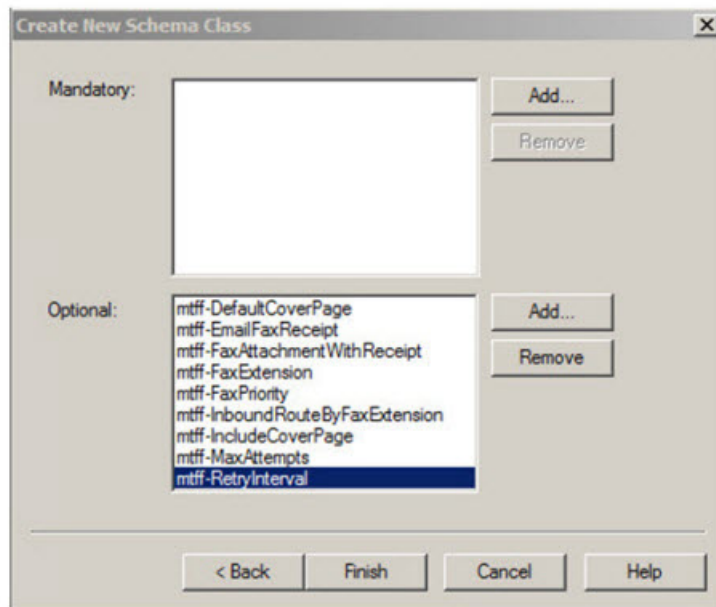 Create New Schema Class
Mandatory:
Add...
Remove
Optional:
mtff-DefaultCoverPage
mtff-EmailFaxReceipt
mtff-FaxAttachmentWithReceipt
mtff-FaxExtension
mtff-FaxPriority
mtff-InboundRouteByFaxExtension
mtff-IncludeCoverPage
mtff-MaxAttempts
mtff-RetryInterval
Add...
Remove
< Back
Finish
Cancel
Help